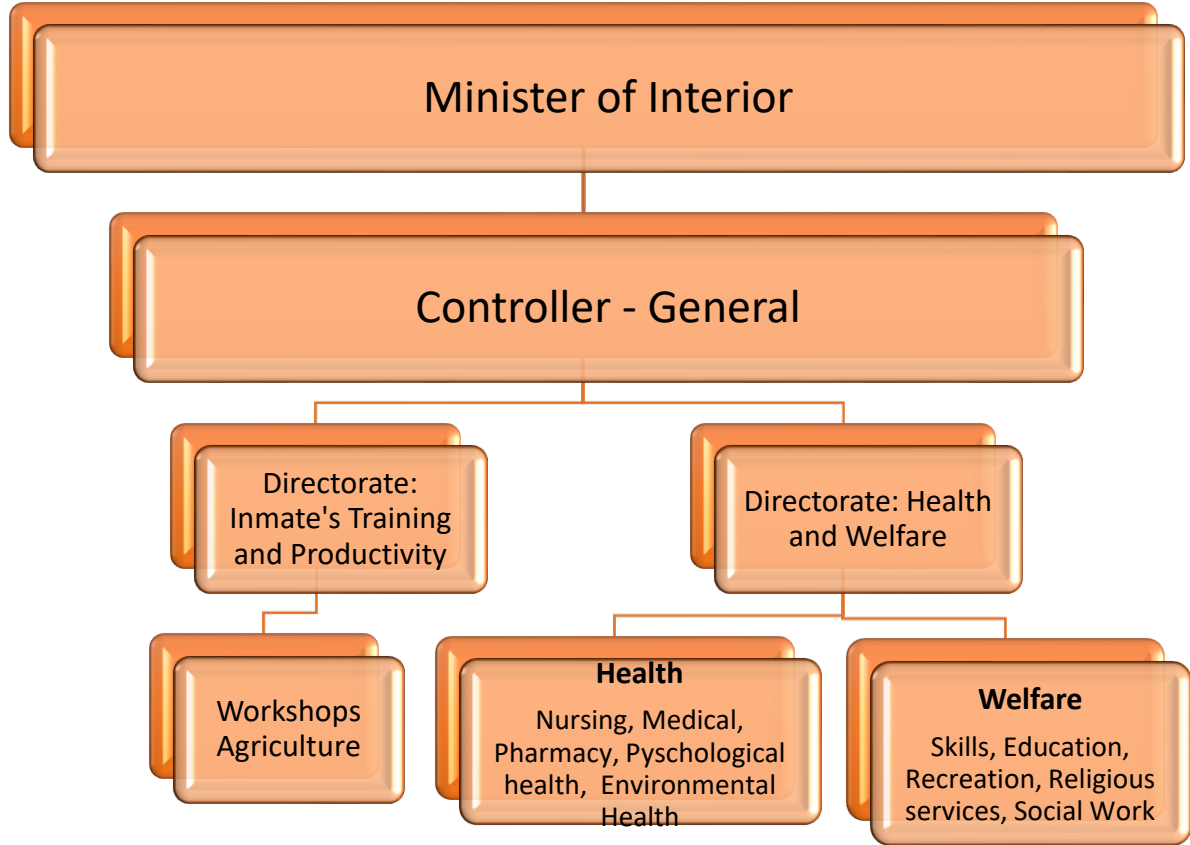 Minister of Interior
Controller - General
Directorate:
Inmate's Training
and Productivity
Directorate: Health
and Welfare
Workshops
Agriculture
Health
Nursing, Medical,
Pharmacy, Pyschological
health, Environmental
Health
Welfare
Skills, Education,
Recreation, Religious
services, Social Work